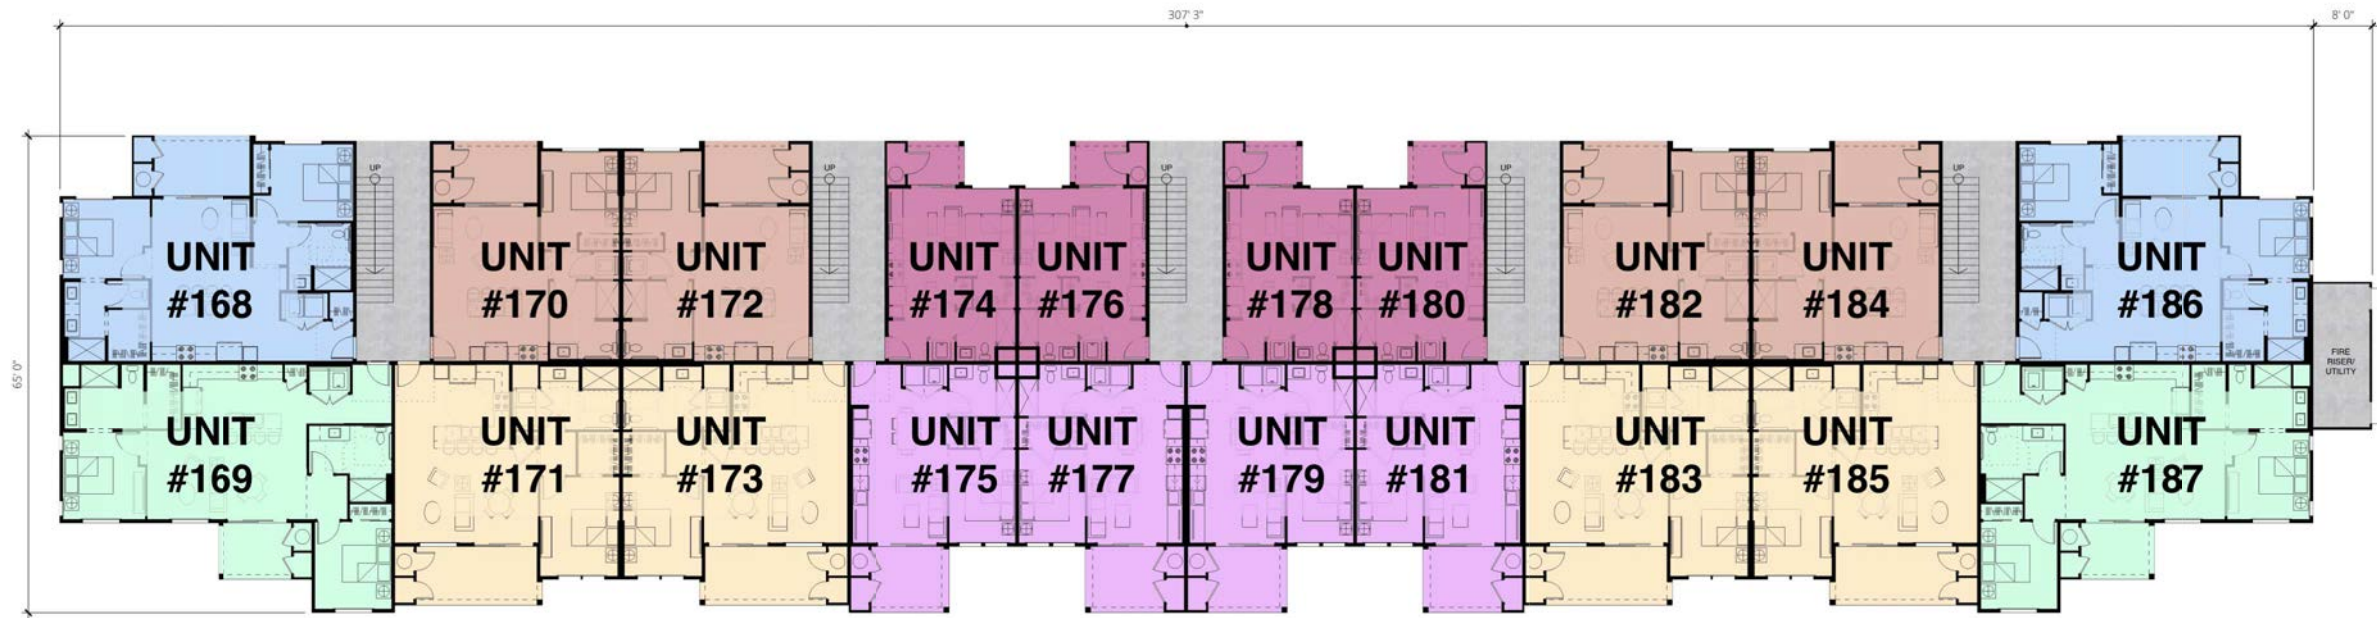 307' 3"
8' 0"
65' 0"
UP
UP
UP
UP
UP
UNIT
#168
UNIT
#170
UNIT
#172
UNIT
#174
UNIT
#176
UNIT
#178
UNIT
#180
UNIT
#182
UNIT
#184
UNIT
#186
FIRE
RISER/
UTILITY
UNIT
#169
UNIT
#171
UNIT
#173
UNIT
#175
UNIT
#177
UNIT
#179
UNIT
#181
UNIT
#183
UNIT
#185
UNIT
#187